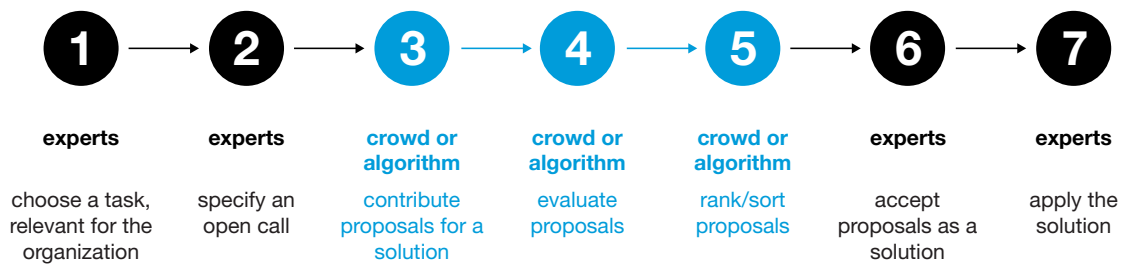 1
2
3
4
5
6
7
experts
choose a task,
relevant for the
organization
experts
specify an
open call
crowd or
algorithm
contribute
proposals for a
solution
crowd or
algorithm
evaluate
proposals
crowd or
algorithm
rank/sort
proposals
experts
accept
proposals as a
solution
experts
apply the
solution